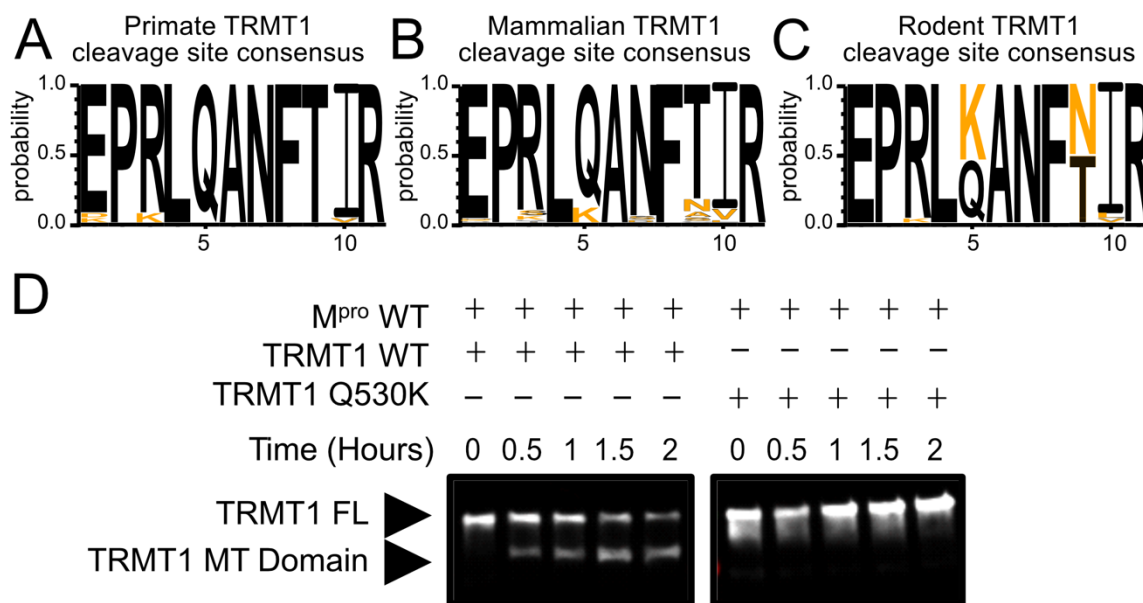 A Primate TRMT1 cleavage site consensus
B Mammalian TRMT1 cleavage site consensus
C Rodent TRMT1 cleavage site consensus
probability 1.0 0.5 0.0
EPRLQANFTIR
K
5 10
probability 1.0 0.5 0.0
EPRLQANFTIR
K N A V
5 10
probability 1.0 0.5 0.0
EPRLKANFNIR
Q T
5 10
D
Mpro WT + + + + + + + + + +
TRMT1 WT + + + + + – – – – –
TRMT1 Q530K – – – – – + + + + +
Time (Hours) 0 0.5 1 1.5 2 0 0.5 1 1.5 2
TRMT1 FL
TRMT1 MT Domain